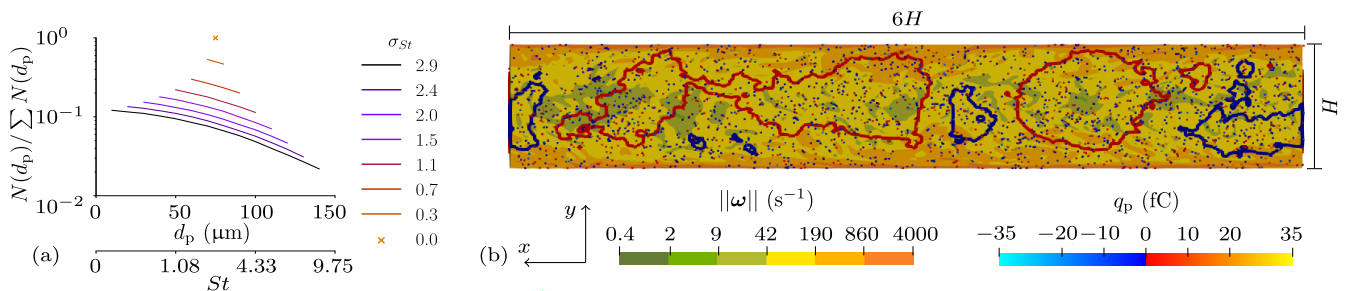 N(d_p)/∑ N(d_p)
10^0
10^{-1}
10^{-2}
0 50 100 150
d_p (μm)
σ_{St}
2.9
2.4
2.0
1.5
1.1
0.7
0.3
0.0
(a)
0 1.08 4.33 9.75
St
6H
H
(b)
y
x
||ω|| (s^{−1})
0.4 2 9 42 190 860 4000
q_p (fC)
−35 −20 −10 0 10 20 35